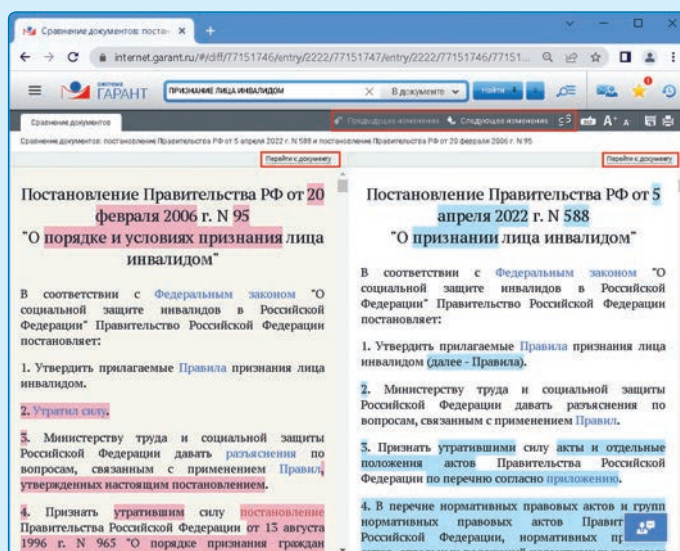 Сравнение документов: поста-
internet.garant.ru/#/diff/77151746/entry/2222/77151747/entry/2222/77151746/77151...
СИСТЕМА
ГАРАНТ
ПРИЗНАНИЕ ЛИЦА ИНВАЛИДОМ
В документе
Найти
Сравнение документов
Предыдущее изменение
Следующее изменение
Сравнение документов: постановление Правительства РФ от 5 апреля 2022 г. N 588 и постановление Правительства РФ от 20 февраля 2006 г. N 95
Перейти к документу
Постановление Правительства РФ от 20
февраля 2006 г. N 95
"О порядке и условиях признания лица
инвалидом"
В соответствии с Федеральным законом "О
социальной защите инвалидов в Российской
Федерации" Правительство Российской Федерации
постановляет:
1. Утвердить прилагаемые Правила признания лица
инвалидом.
2. Утратил силу.
3. Министерству труда и социальной защиты
Российской Федерации давать разъяснения по
вопросам, связанным с применением Правил,
утвержденных настоящим постановлением.
4. Признать утратившим силу постановление
Правительства Российской Федерации от 13 августа
1996 г. N 965 "О порядке признания граждан
Перейти к документу
Постановление Правительства РФ от 5
апреля 2022 г. N 588
"О признании лица инвалидом"
В соответствии с Федеральным законом "О
социальной защите инвалидов в Российской
Федерации" Правительство Российской Федерации
постановляет:
1. Утвердить прилагаемые Правила признания лица
инвалидом (далее - Правила).
2. Министерству труда и социальной защиты
Российской Федерации давать разъяснения по
вопросам, связанным с применением Правил.
3. Признать утратившими силу акты и отдельные
положения актов Правительства Российской
Федерации по перечню согласно приложению.
4. В перечне нормативных правовых актов и групп
нормативных правовых актов Правит
Российской Федерации, нормативных пр